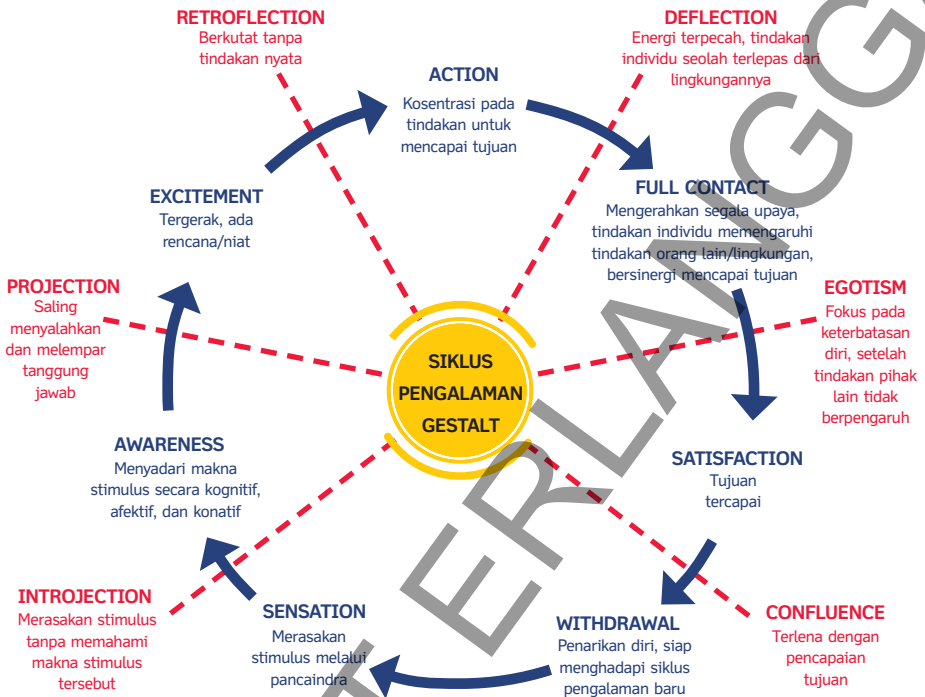 RETROFLECTION
Berkutat tanpa
tindakan nyata
DEFLECTION
Energi terpecah, tindakan
individu seolah terlepas dari
lingkungannya
ACTION
Kosentrasi pada
tindakan untuk
mencapai tujuan
EXCITEMENT
Tergerak, ada
rencana/niat
FULL CONTACT
Mengerahkan segala upaya,
tindakan individu memengaruhi
tindakan orang lain/lingkungan,
bersinergi mencapai tujuan
PROJECTION
Saling
menyalahkan
dan melempar
tanggung
jawab
EGOTISM
Fokus pada
keterbatasan
diri, setelah
tindakan pihak
lain tidak
berpengaruh
SIKLUS
PENGALAMAN
GESTALT
AWARENESS
Menyadari makna
stimulus secara kognitif,
afektif, dan konatif
SATISFACTION
Tujuan
tercapai
INTROJECTION
Merasakan stimulus
tanpa memahami
makna stimulus
tersebut
SENSATION
Merasakan
stimulus melalui
pancaindra
WITHDRAWAL
Penarikan diri, siap
menghadapi siklus
pengalaman baru
CONFLUENCE
Terlena dengan
pencapaian
tujuan
T ERLANGG